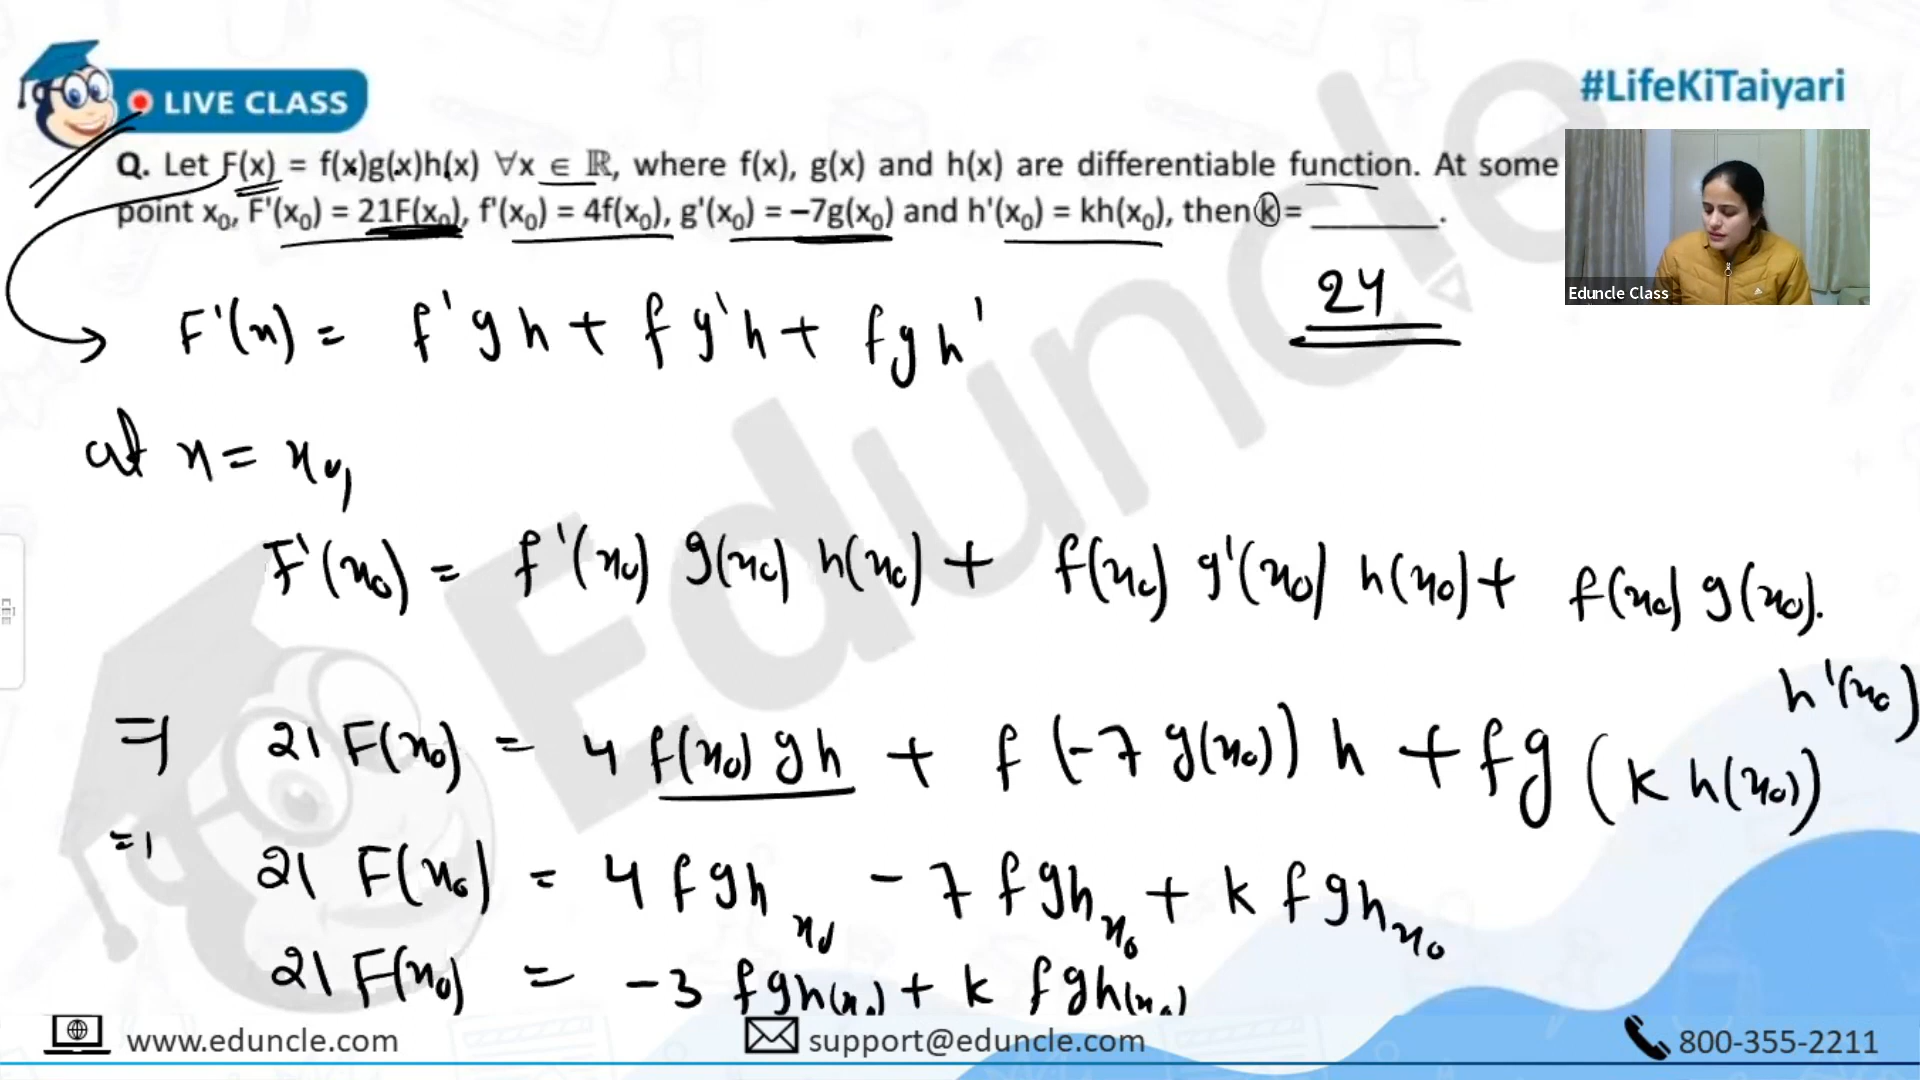 LIVE CLASS
#LifeKiTaiyari
Q. Let F(x) = f(x)g(x)h(x) ∀x ∈ ℝ, where f(x), g(x) and h(x) are differentiable function. At some
point x₀, F'(x₀) = 21F(x₀), f'(x₀) = 4f(x₀), g'(x₀) = −7g(x₀) and h'(x₀) = kh(x₀), then k = ________.
Eduncle Class
24
F'(x) = f'gh + fg'h + fgh'
at x = x₀,
F'(x₀) = f'(x₀) g(x₀) h(x₀) + f(x₀) g'(x₀) h(x₀) + f(x₀) g(x₀).
h'(x₀)
⇒ 21 F(x₀) = 4 f(x₀) gh + f (-7 g(x₀)) h + fg (k h(x₀))
⇒ 21 F(x₀) = 4 fgh x₀ - 7 fgh x₀ + k fgh x₀
21 F(x₀) = -3 fgh(x₀) + k fgh(x₀)
Eduncle
www.eduncle.com
support@eduncle.com
800-355-2211